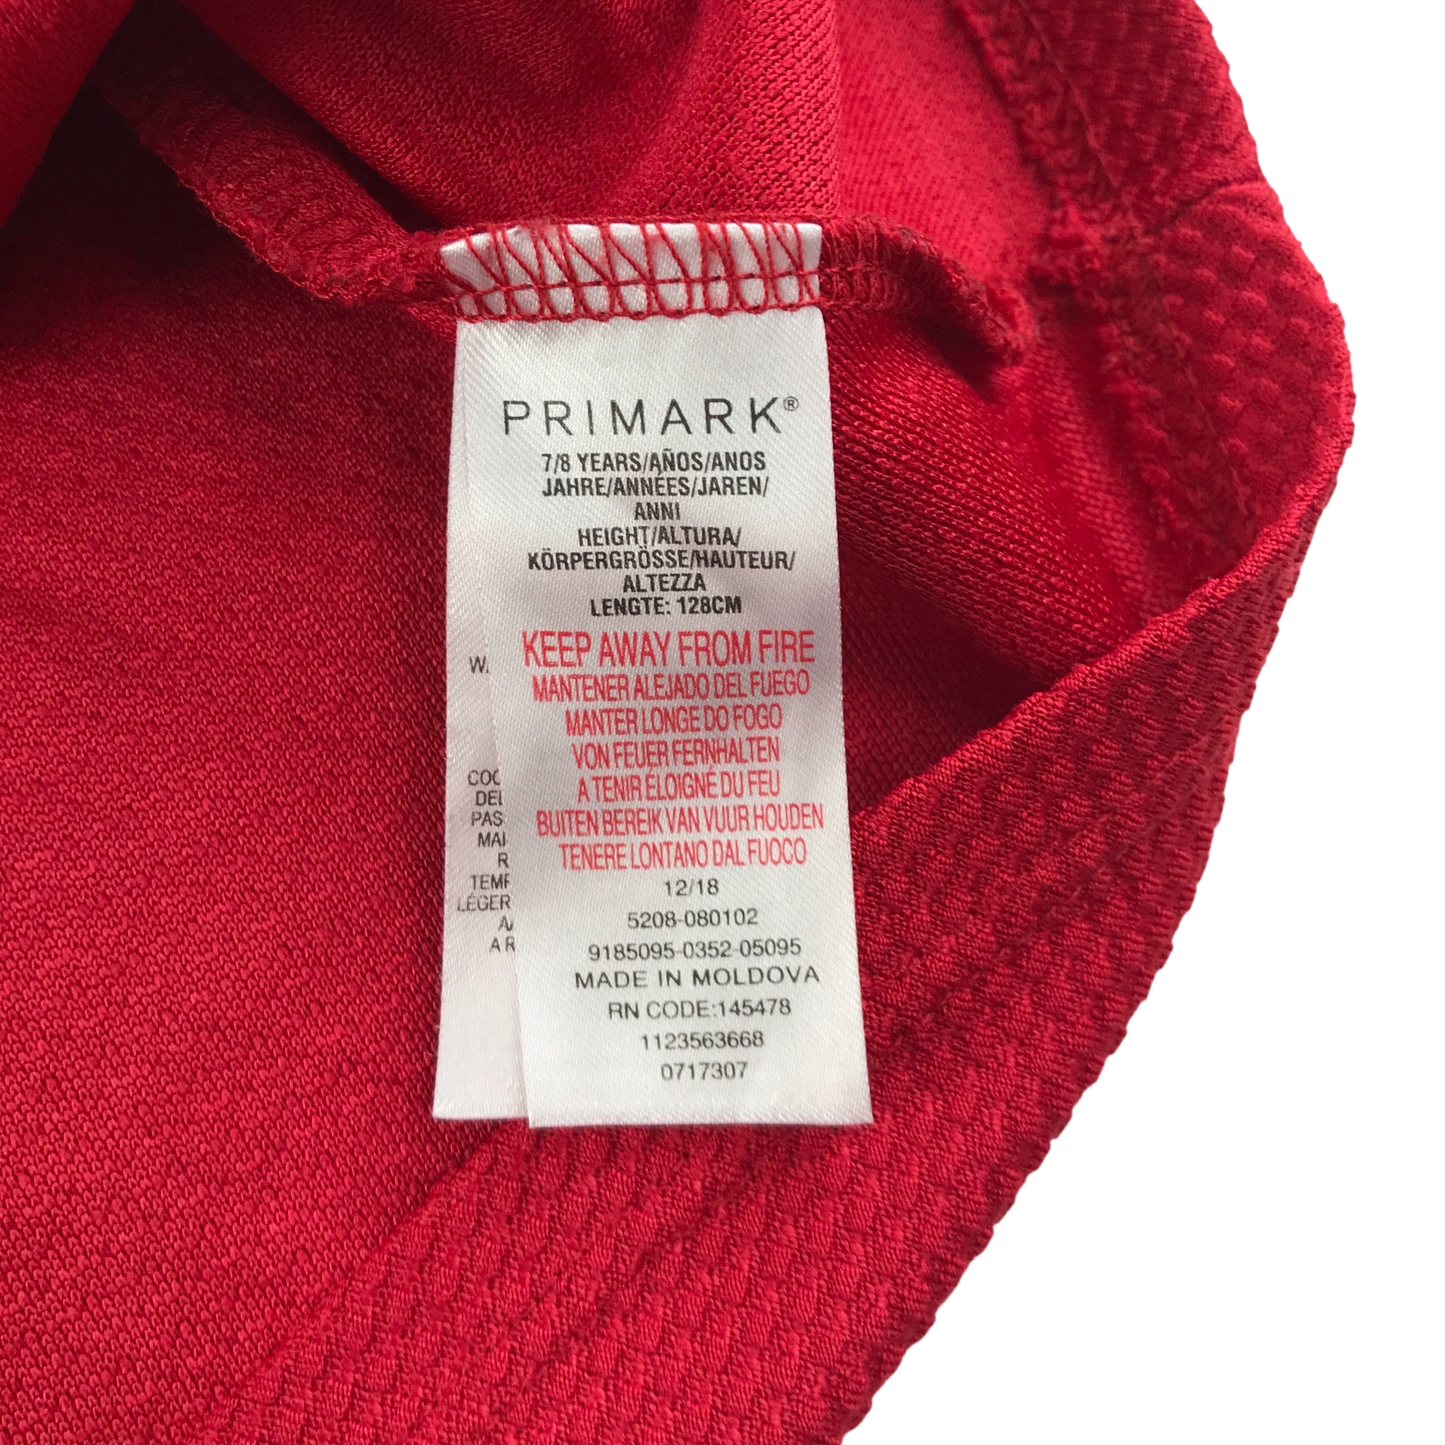 PRIMARK®
7/8 YEARS/AÑOS/ANOS
JAHRE/ANNÉES/JAREN/
ANNI
HEIGHT/ALTURA/
KÖRPERGRÖSSE/HAUTEUR/
ALTEZZA
LENGTE: 128CM
KEEP AWAY FROM FIRE
MANTENER ALEJADO DEL FUEGO
MANTER LONGE DO FOGO
VON FEUER FERNHALTEN
A TENIR ÉLOIGNÉ DU FEU
BUITEN BEREIK VAN VUUR HOUDEN
TENERE LONTANO DAL FUOCO
12/18
5208-080102
9185095-0352-05095
MADE IN MOLDOVA
RN CODE:145478
1123563668
0717307